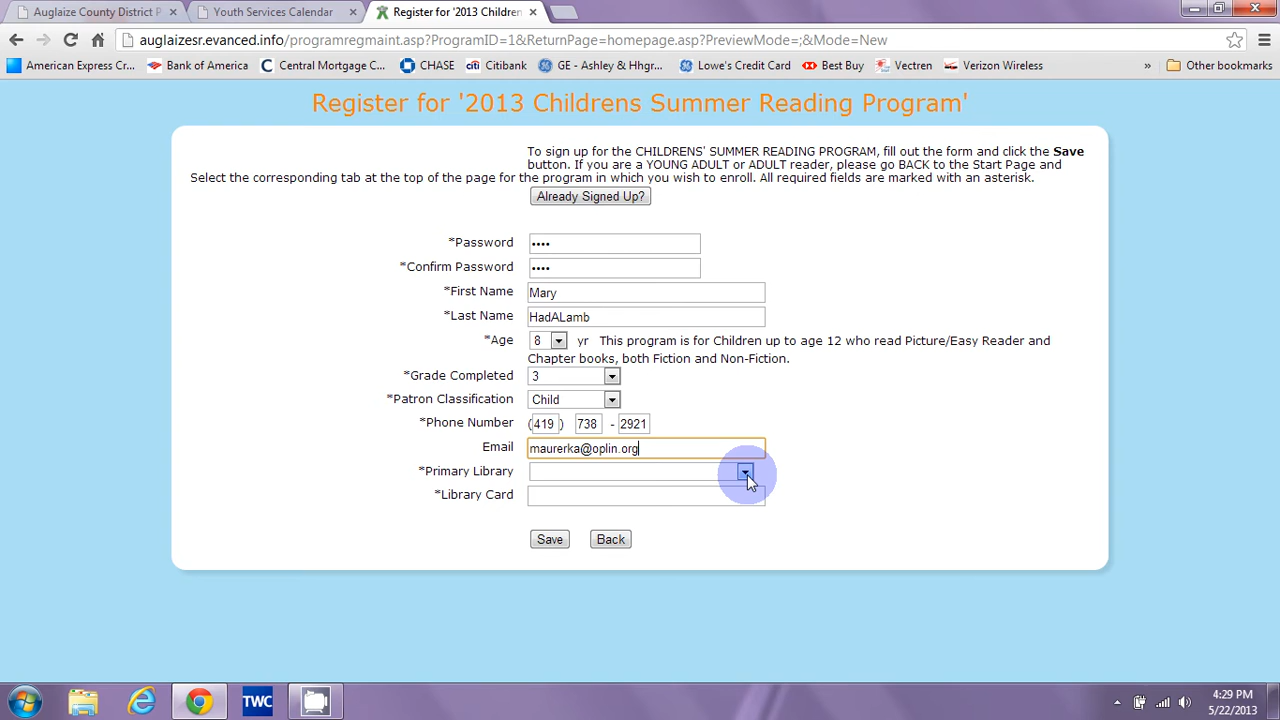 Auglaize County District P
Youth Services Calendar
Register for '2013 Children
auglaizesr.evanced.info/programregmaint.asp?ProgramID=1&ReturnPage=homepage.asp?PreviewMode=;&Mode=New
American Express Cr...
Bank of America
Central Mortgage C...
CHASE
Citibank
GE - Ashley & Hhgr...
Lowe's Credit Card
Best Buy
Vectren
Verizon Wireless
»
Other bookmarks
Register for '2013 Childrens Summer Reading Program'
To sign up for the CHILDRENS' SUMMER READING PROGRAM, fill out the form and click the Save
button. If you are a YOUNG ADULT or ADULT reader, please go BACK to the Start Page and
Select the corresponding tab at the top of the page for the program in which you wish to enroll. All required fields are marked with an asterisk.
Already Signed Up?
*Password ••••
*Confirm Password ••••
*First Name Mary
*Last Name HadALamb
*Age 8 yr This program is for Children up to age 12 who read Picture/Easy Reader and
Chapter books, both Fiction and Non-Fiction.
*Grade Completed 3
*Patron Classification Child
*Phone Number (419) 738 - 2921
Email maurerka@oplin.org
*Primary Library
*Library Card
Save Back
TWC
4:29 PM
5/22/2013